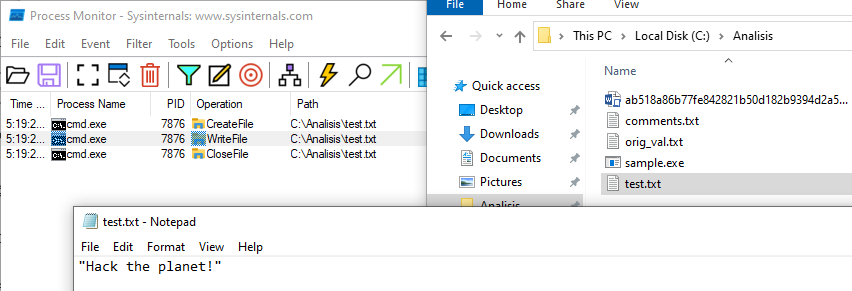 Process Monitor - Sysinternals: www.sysinternals.com
File Edit Event Filter Tools Options Help
Time ... Process Name PID Operation Path
5:19:2... cmd.exe 7876 CreateFile C:\Analisis\test.txt
5:19:2... cmd.exe 7876 WriteFile C:\Analisis\test.txt
5:19:2... cmd.exe 7876 CloseFile C:\Analisis\test.txt
File Home Share View
This PC > Local Disk (C:) > Analisis
Quick access
Desktop
Downloads
Documents
Pictures
Analisis
Name
ab518a86b77fe842821b50d182b9394d2a5...
comments.txt
orig_val.txt
sample.exe
test.txt
test.txt - Notepad
File Edit Format View Help
"Hack the planet!"